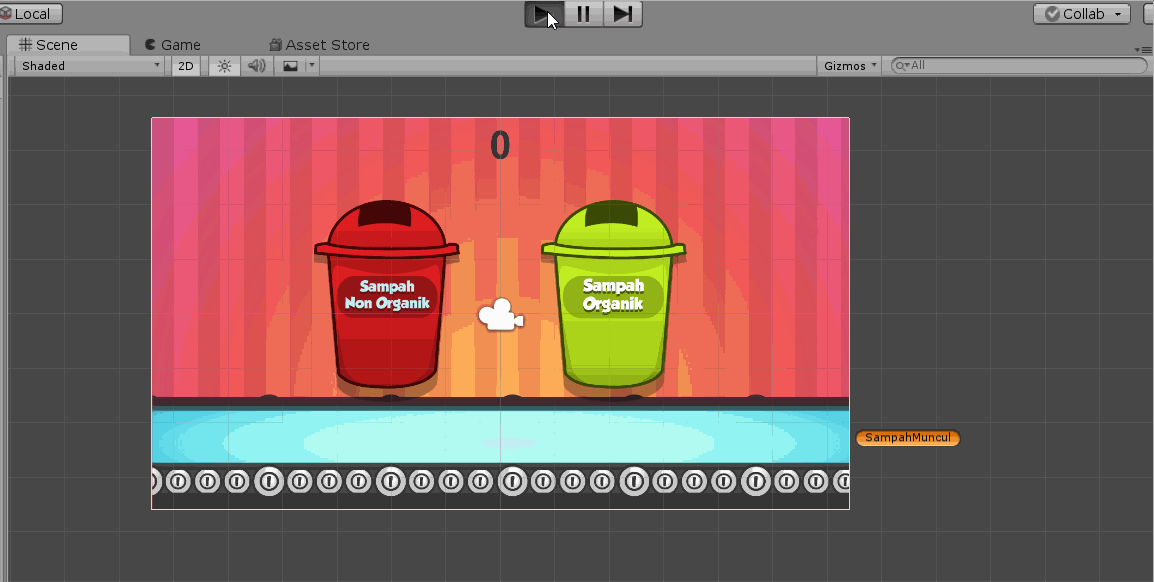 Local
Collab
Scene
Game
Asset Store
Shaded
2D
Gizmos
All
0
Sampah
Non Organik
Sampah
Organik
SampahMuncul